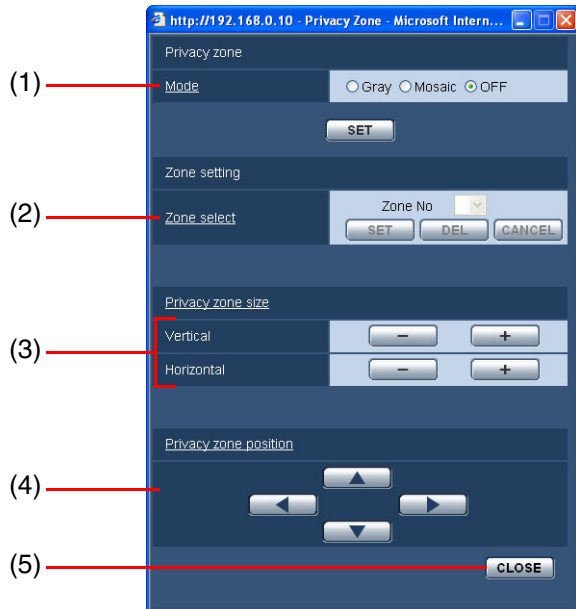 http://192.168.0.10 - Privacy Zone - Microsoft Intern...
Privacy zone
(1) Mode Gray Mosaic OFF
SET
Zone setting
(2) Zone select Zone No
SET DEL CANCEL
Privacy zone size
(3)
Vertical − +
Horizontal − +
Privacy zone position
(4)
(5) CLOSE